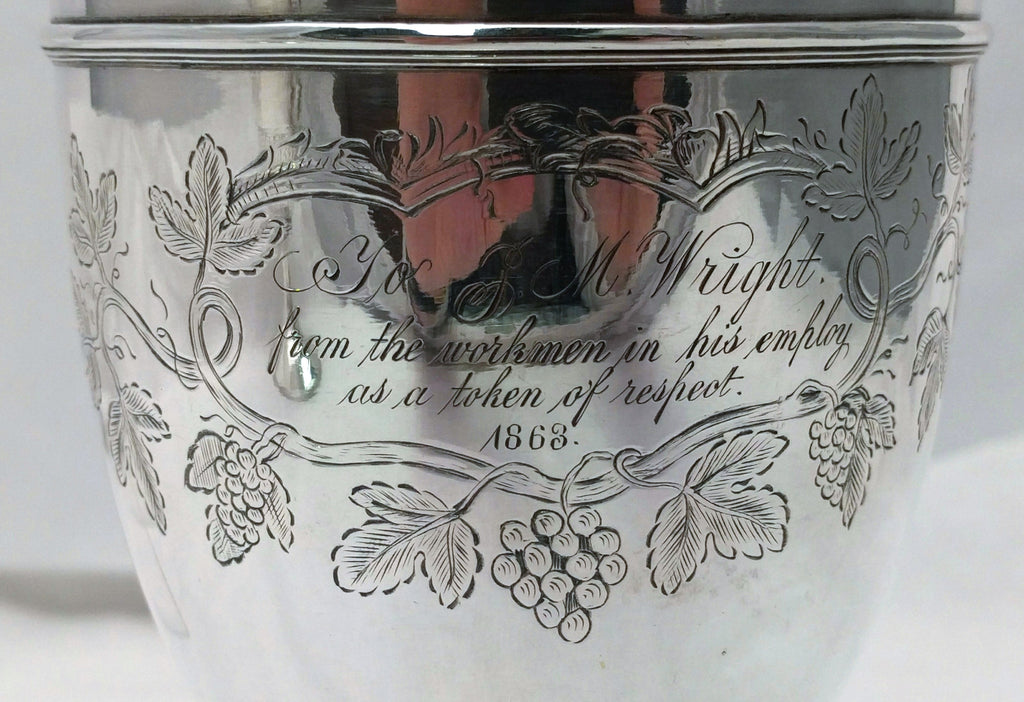 To J. M. Wright.
from the workmen in his employ
as a token of respect.
1863.